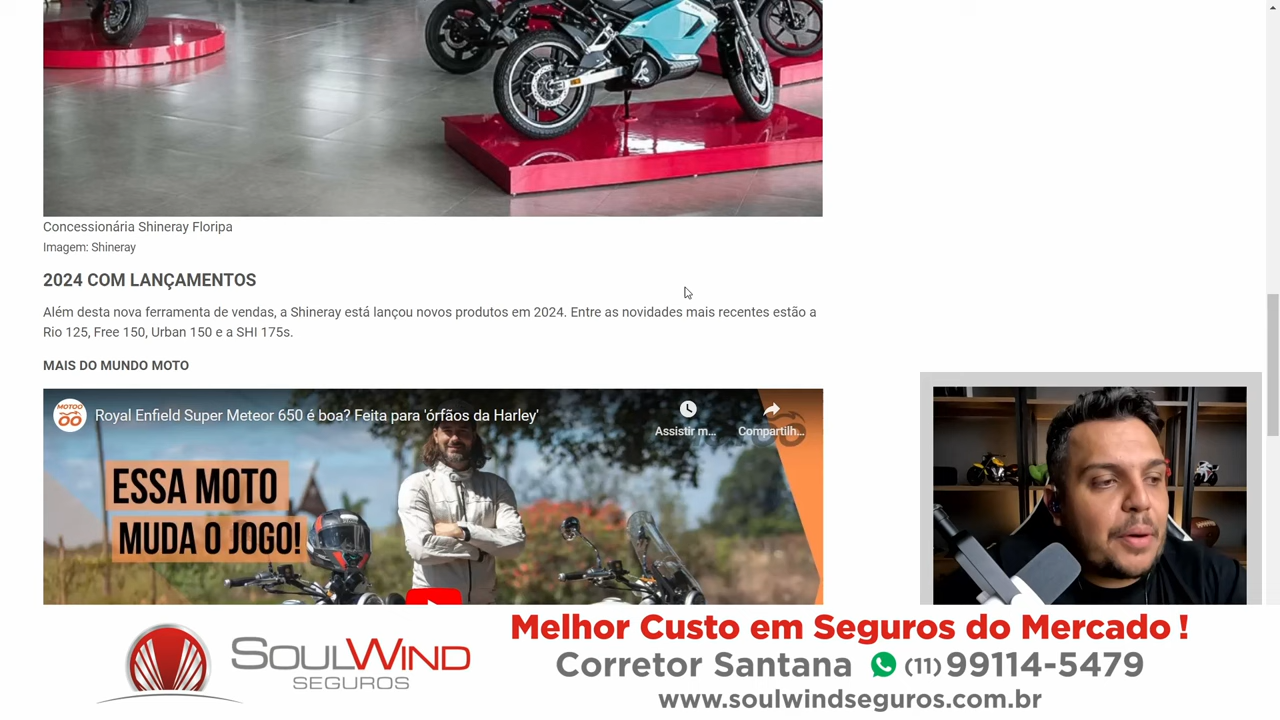 Concessionária Shineray Floripa
Imagem: Shineray
2024 COM LANÇAMENTOS
Além desta nova ferramenta de vendas, a Shineray está lançou novos produtos em 2024. Entre as novidades mais recentes estão a
Rio 125, Free 150, Urban 150 e a SHI 175s.
MAIS DO MUNDO MOTO
MOTOO
Royal Enfield Super Meteor 650 é boa? Feita para 'órfãos da Harley'
Assistir m...
Compartilh...
ESSA MOTO
MUDA O JOGO!
SOULWIND
SEGUROS
Melhor Custo em Seguros do Mercado !
Corretor Santana (11) 99114-5479
www.soulwindseguros.com.br